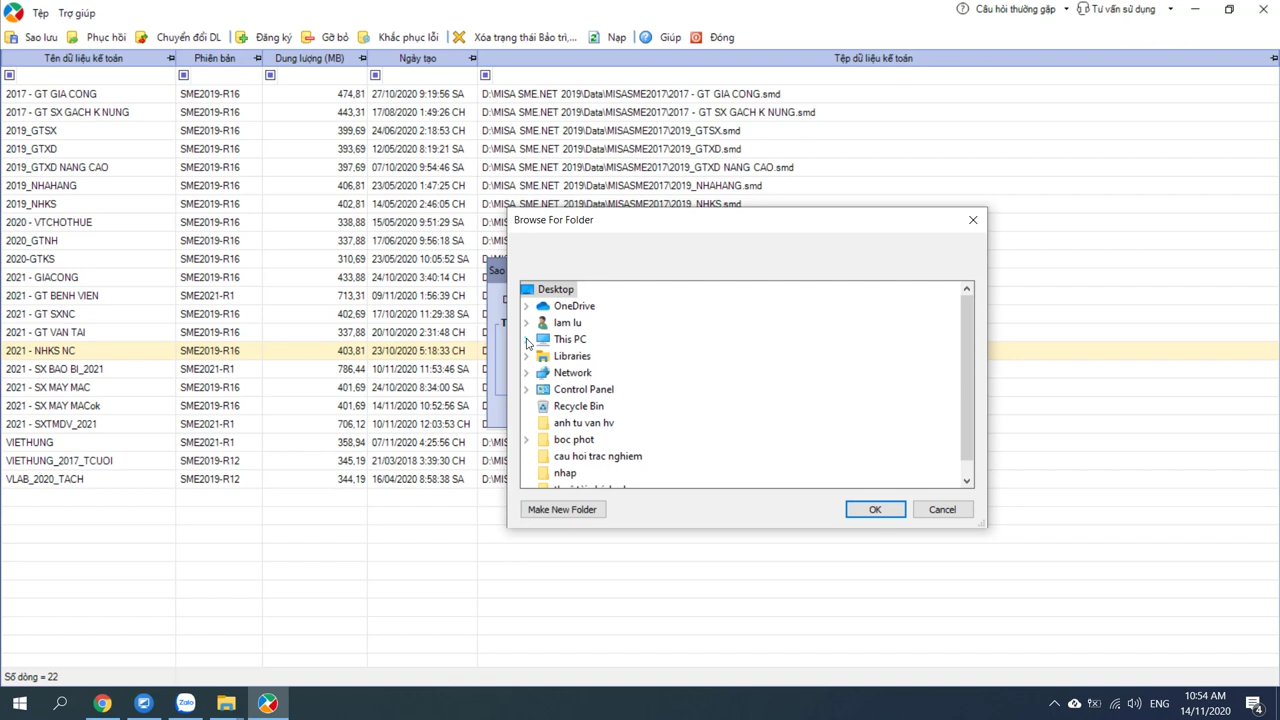 Tệp Trợ giúp Câu hỏi thường gặp Tư vấn sử dụng
Sao lưu Phục hồi Chuyển đổi DL Đăng ký Gỡ bỏ Khắc phục lỗi Xóa trạng thái Bảo trì,... Nạp Giúp Đóng
Tên dữ liệu kế toán Phiên bản Dung lượng (MB) Ngày tạo Tệp dữ liệu kế toán
2017 - GT GIA CONG SME2019-R16 474,81 27/10/2020 9:19:56 SA D:\MISA SME.NET 2019\Data\MISASME2017\2017 - GT GIA CONG.smd
2017 - GT SX GACH K NUNG SME2019-R16 443,31 17/08/2020 1:49:26 CH D:\MISA SME.NET 2019\Data\MISASME2017\2017 - GT SX GACH K NUNG.smd
2019_GTSX SME2019-R16 399,69 24/06/2020 2:18:53 CH D:\MISA SME.NET 2019\Data\MISASME2017\2019_GTSX.smd
2019_GTXD SME2019-R16 393,69 12/05/2020 8:19:21 SA D:\MISA SME.NET 2019\Data\MISASME2017\2019_GTXD.smd
2019_GTXD NANG CAO SME2019-R16 397,69 07/10/2020 9:54:46 SA D:\MISA SME.NET 2019\Data\MISASME2017\2019_GTXD NANG CAO.smd
2019_NHAHANG SME2019-R16 406,81 23/05/2020 1:47:25 CH D:\MISA SME.NET 2019\Data\MISASME2017\2019_NHAHANG.smd
2019_NHKS SME2019-R16 402,81 14/05/2020 2:46:05 CH D:\MISA SME.NET 2019\Data\MISASME2017\2019_NHKS.smd
2020 - VTCHOTHUE SME2019-R16 338,88 15/05/2020 9:51:29 SA D:\MIS
2020_GTNH SME2019-R16 337,88 17/06/2020 9:56:18 SA D:\MIS
2020-GTKS SME2019-R16 310,69 23/05/2020 10:05:52 SA D:\MIS
2021 - GIACONG SME2019-R16 433,88 24/10/2020 3:40:14 CH
2021 - GT BENH VIEN SME2021-R1 713,31 09/11/2020 1:56:39 CH
2021 - GT SXNC SME2019-R16 402,88 17/10/2020 11:29:38 CH
2021 - GT VAN TAI SME2019-R16 337,88 20/10/2020 2:31:48 CH
2021 - NHKS NC SME2019-R16 403,81 23/10/2020 5:18:33 CH
2021 - SX BAO BI_2021 SME2021-R1 786,44 10/11/2020 11:53:46 SA
2021 - SX MAY MAC SME2019-R16 401,69 24/10/2020 8:34:00 SA
2021 - SX MAY MACok SME2019-R16 401,69 14/11/2020 10:52:56 SA
2021 - SXTMDV_2021 SME2021-R1 706,12 10/11/2020 12:03:53 CH
VIETHUNG SME2021-R1 358,94 07/11/2020 4:25:56 CH D:\MIS
VIETHUNG_2017_TCUOI SME2019-R12 345,19 21/03/2018 3:39:30 CH D:\MIS
VLAB_2020_TACH SME2019-R12 344,19 16/04/2020 8:58:38 SA D:\MIS
Sao
Browse For Folder
Desktop
OneDrive
lam lu
This PC
Libraries
Network
Control Panel
Recycle Bin
anh tu van hv
boc phot
cau hoi trac nghiem
nhap
Make New Folder OK Cancel
Số dòng = 22
Zalo ENG 10:54 AM
14/11/2020
4